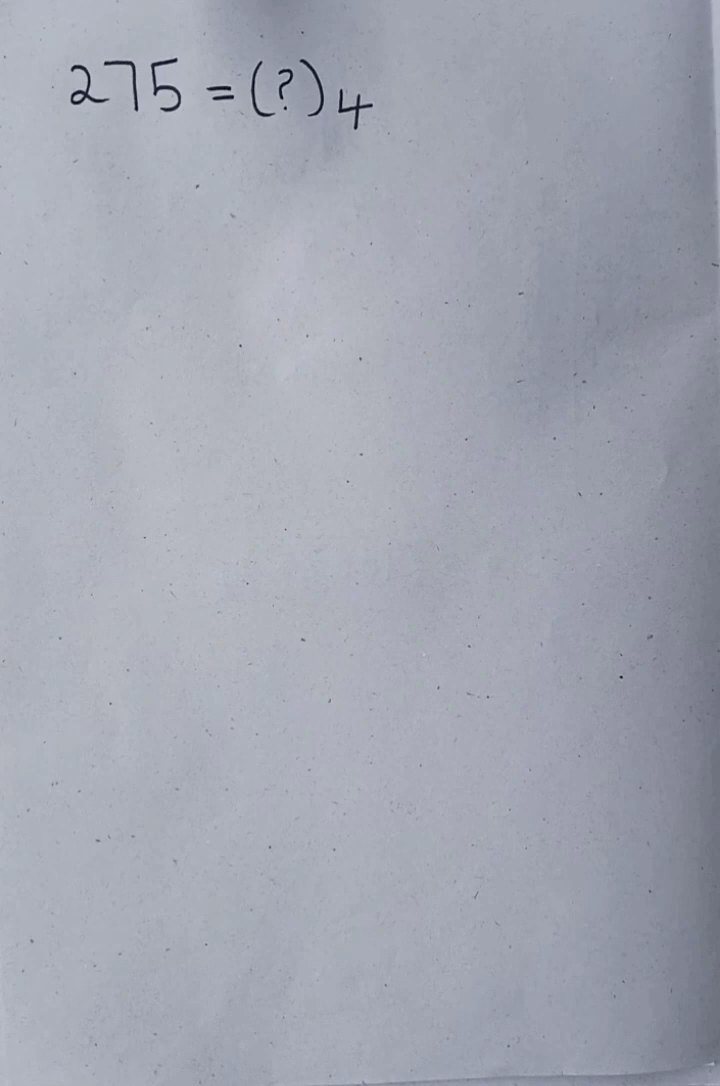 275 = (?)₄